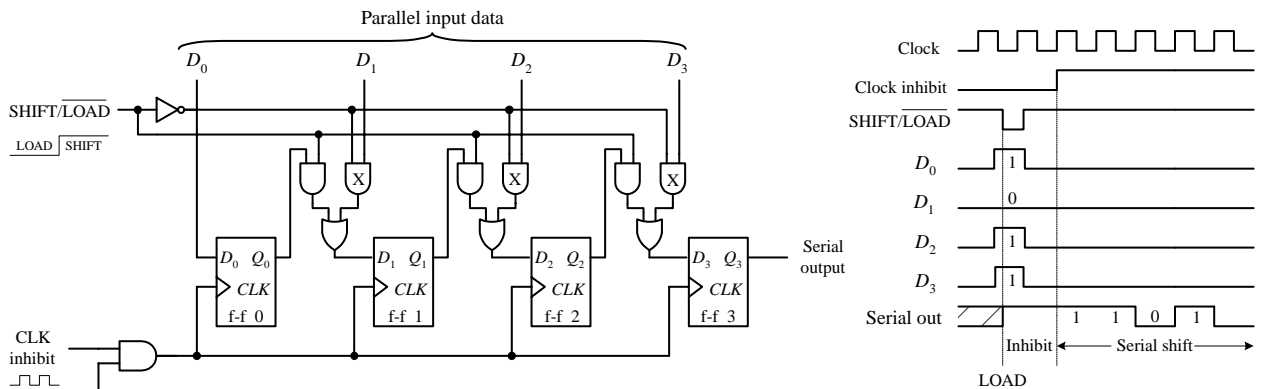 Parallel input data
D0 D1 D2 D3
SHIFT/LOAD
LOAD SHIFT
X X X
D0 Q0 D1 Q1 D2 Q2 D3 Q3
CLK CLK CLK CLK
f-f 0 f-f 1 f-f 2 f-f 3
Serial
output
CLK
inhibit
Clock
Clock inhibit
SHIFT/LOAD
D0 1
D1 0
D2 1
D3 1
Serial out 1 1 0 1
Inhibit Serial shift
LOAD